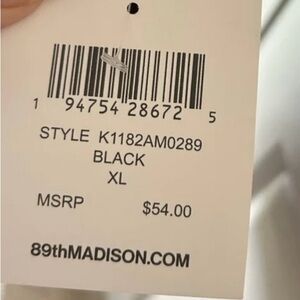 1 94754 28672 5
STYLE K1182AM0289
BLACK
XL
MSRP $54.00
89thMADISON.COM